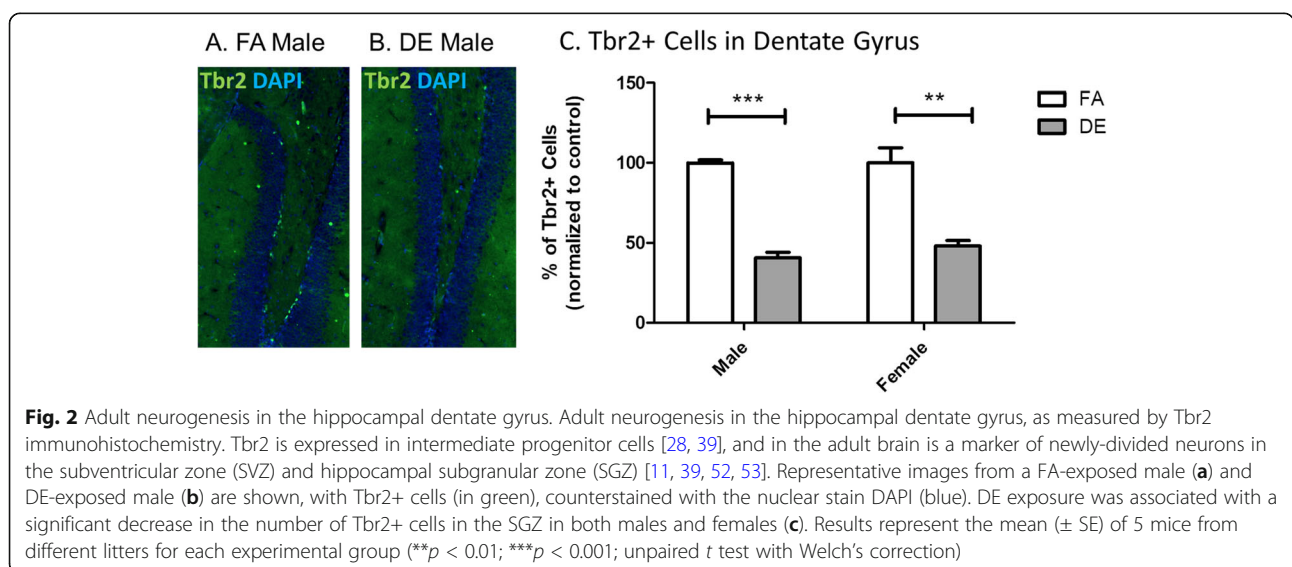 A. FA Male
B. DE Male
C. Tbr2+ Cells in Dentate Gyrus
Tbr2 DAPI
Tbr2 DAPI
% of Tbr2+ Cells
(normalized to control)
150
100
50
0
***
**
FA
DE
Male
Female
Fig. 2 Adult neurogenesis in the hippocampal dentate gyrus. Adult neurogenesis in the hippocampal dentate gyrus, as measured by Tbr2
immunohistochemistry. Tbr2 is expressed in intermediate progenitor cells [28, 39], and in the adult brain is a marker of newly-divided neurons in
the subventricular zone (SVZ) and hippocampal subgranular zone (SGZ) [11, 39, 52, 53]. Representative images from a FA-exposed male (a) and
DE-exposed male (b) are shown, with Tbr2+ cells (in green), counterstained with the nuclear stain DAPI (blue). DE exposure was associated with a
significant decrease in the number of Tbr2+ cells in the SGZ in both males and females (c). Results represent the mean (± SE) of 5 mice from
different litters for each experimental group (**p < 0.01; ***p < 0.001; unpaired t test with Welch's correction)